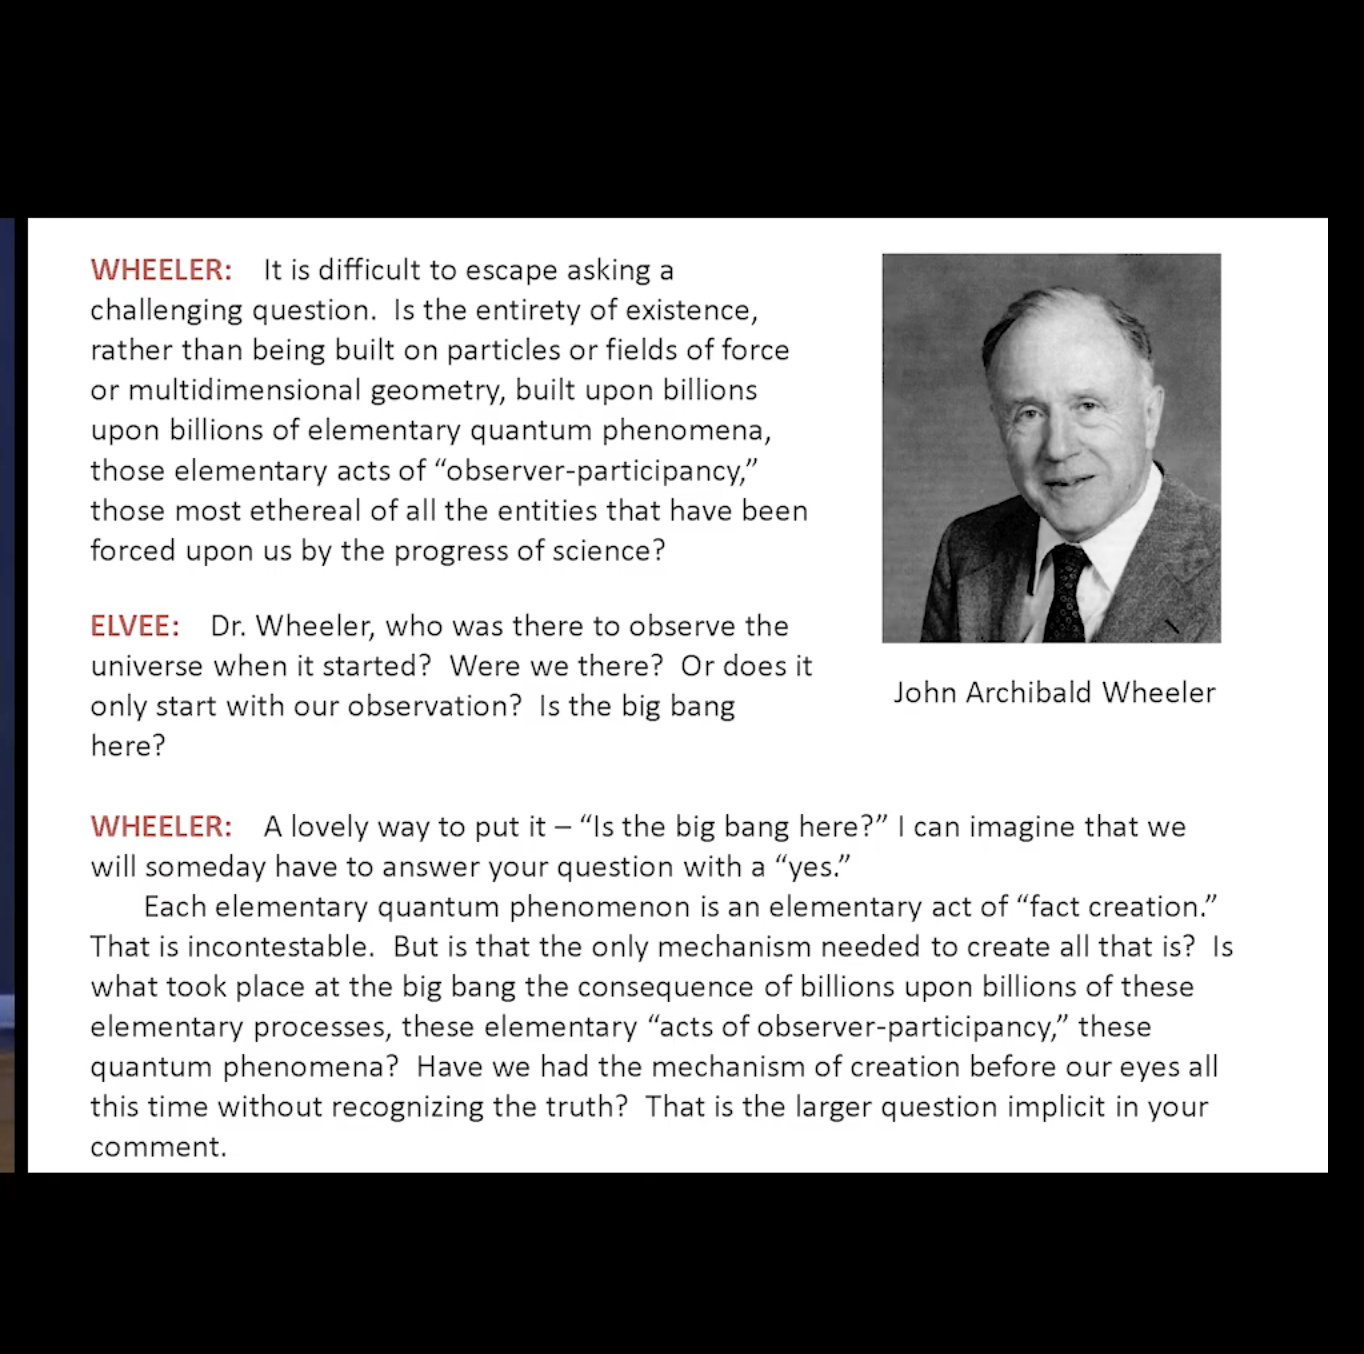 WHEELER: It is difficult to escape asking a
challenging question. Is the entirety of existence,
rather than being built on particles or fields of force
or multidimensional geometry, built upon billions
upon billions of elementary quantum phenomena,
those elementary acts of “observer-participancy,”
those most ethereal of all the entities that have been
forced upon us by the progress of science?
ELVEE: Dr. Wheeler, who was there to observe the
universe when it started? Were we there? Or does it
only start with our observation? Is the big bang
here?
John Archibald Wheeler
WHEELER: A lovely way to put it – “Is the big bang here?” I can imagine that we
will someday have to answer your question with a “yes.”
Each elementary quantum phenomenon is an elementary act of “fact creation.”
That is incontestable. But is that the only mechanism needed to create all that is? Is
what took place at the big bang the consequence of billions upon billions of these
elementary processes, these elementary “acts of observer-participancy,” these
quantum phenomena? Have we had the mechanism of creation before our eyes all
this time without recognizing the truth? That is the larger question implicit in your
comment.